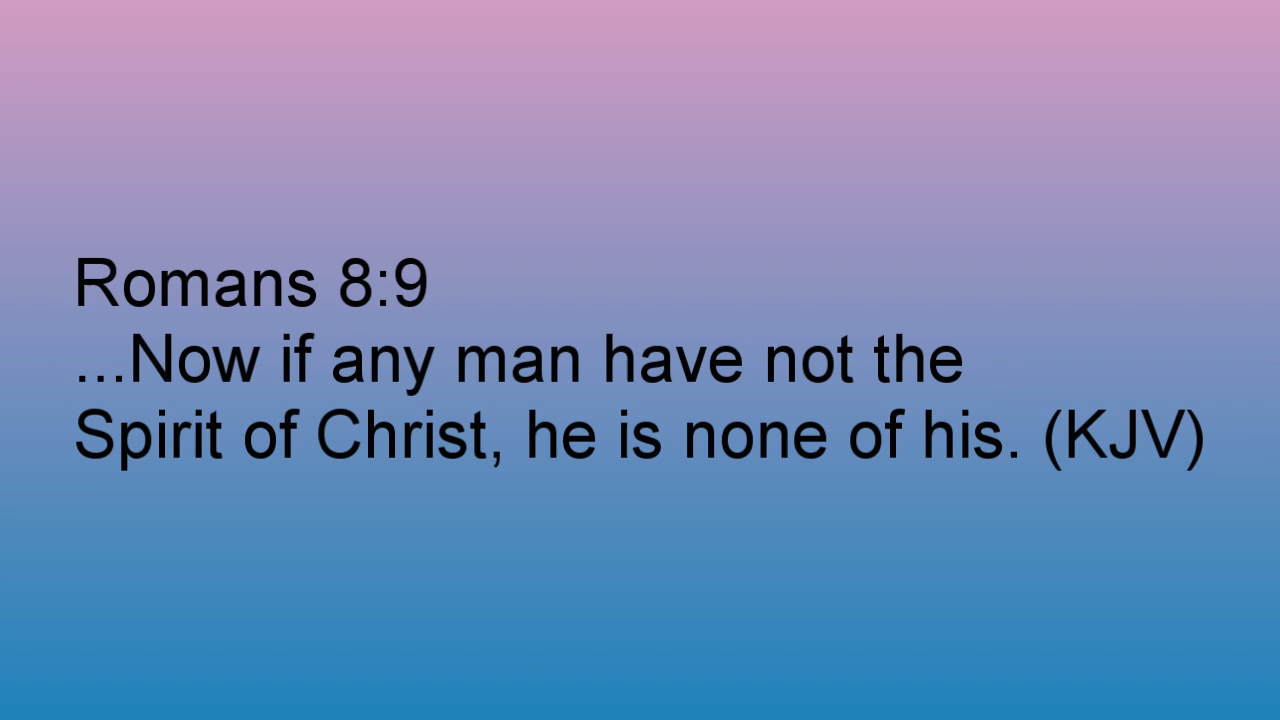 Romans 8:9
...Now if any man have not the
Spirit of Christ, he is none of his. (KJV)